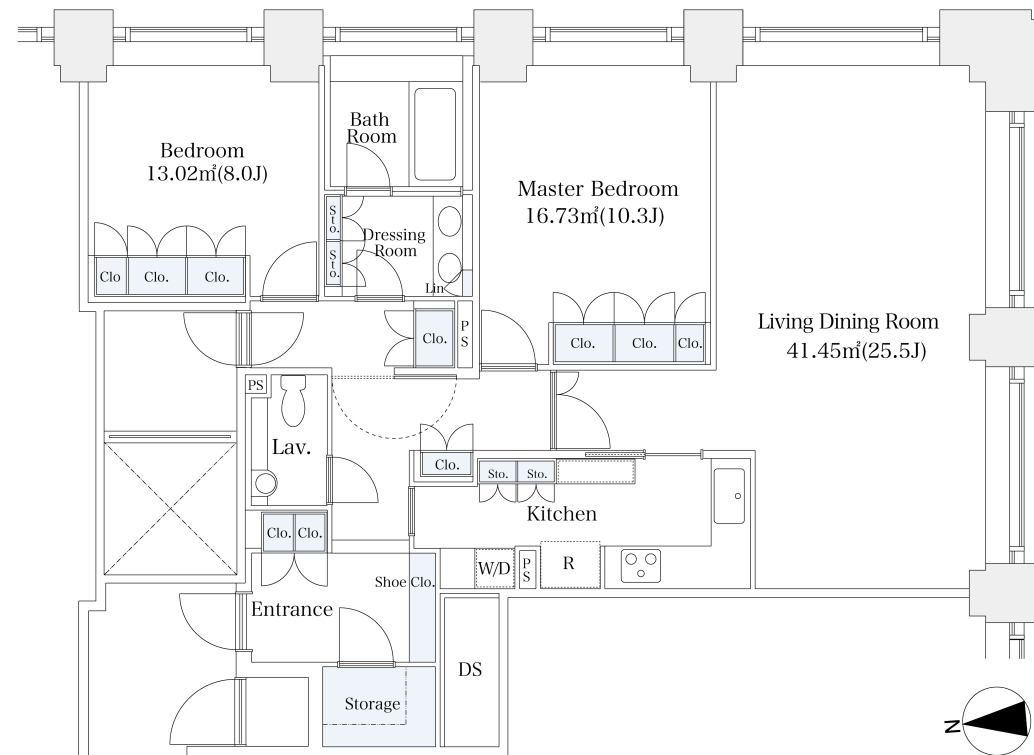 Bedroom
13.02㎡(8.0J)
Bath
Room
Master Bedroom
16.73㎡(10.3J)
Sto.
Sto.
Dressing
Room
Lin
Clo
Clo.
Clo.
Living Dining Room
41.45㎡(25.5J)
Clo.
PS
Clo.
Clo.
Clo.
PS
Lav.
Clo.
Sto.
Sto.
Kitchen
Clo.
Clo.
W/D
PS
R
Shoe Clo.
Entrance
DS
Storage
N